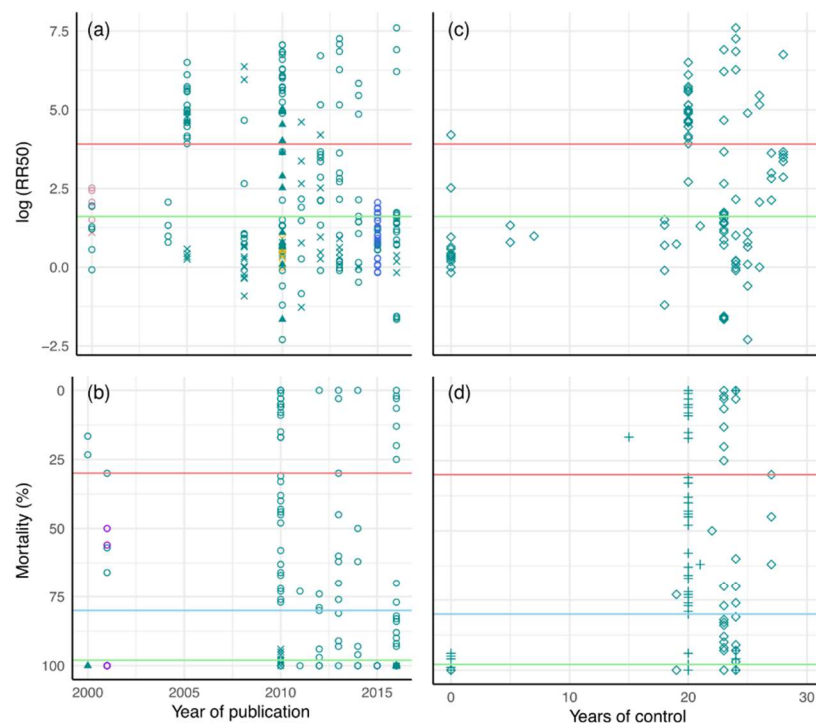 (a)
(c)
log (RR50)
7.5
5.0
2.5
0.0
−2.5
(b)
(d)
Mortality (%)
0
25
50
75
100
2000 2005 2010 2015
0 10 20 30
Year of publication
Years of control